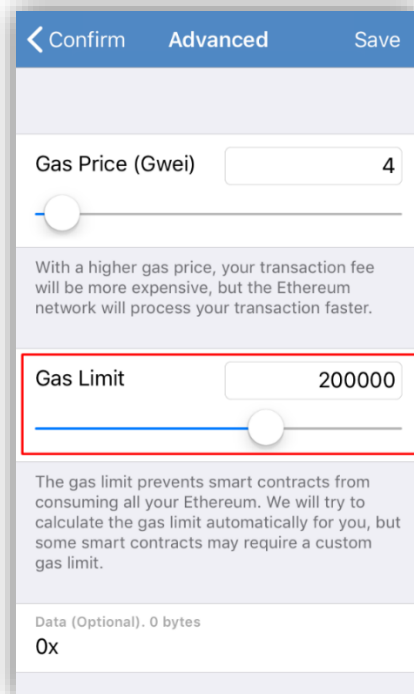 Confirm Advanced Save
Gas Price (Gwei) 4
With a higher gas price, your transaction fee
will be more expensive, but the Ethereum
network will process your transaction faster.
Gas Limit 200000
The gas limit prevents smart contracts from
consuming all your Ethereum. We will try to
calculate the gas limit automatically for you, but
some smart contracts may require a custom
gas limit.
Data (Optional). 0 bytes
0x